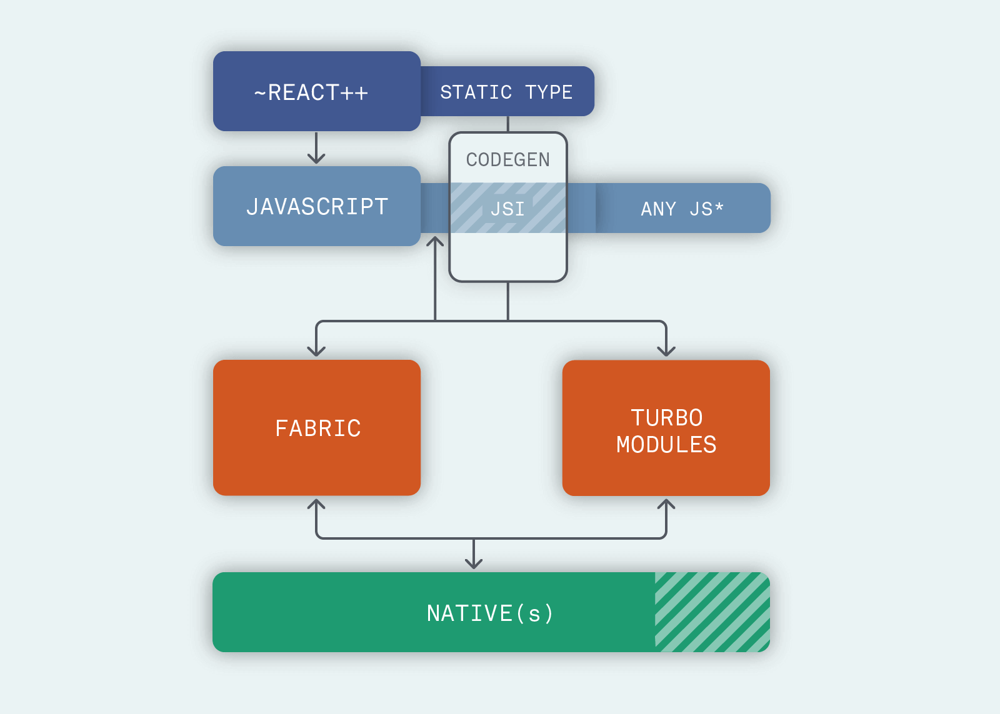 ~REACT++
STATIC TYPE
CODEGEN
JAVASCRIPT
JSI
ANY JS*
FABRIC
TURBO
MODULES
NATIVE(s)